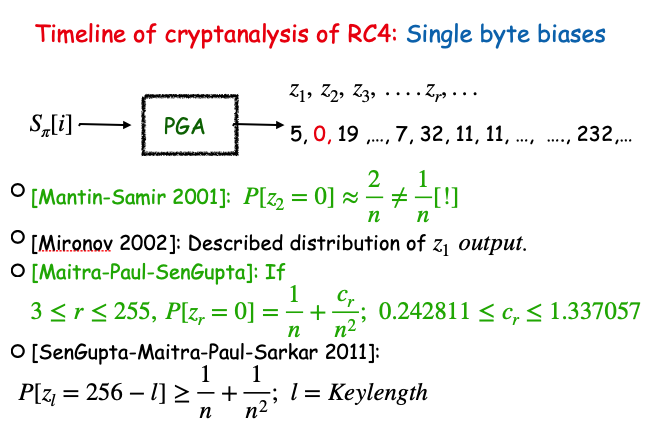 Timeline of cryptanalysis of RC4: Single byte biases
z₁, z₂, z₃, ....zᵣ,...
Sπ[i]
PGA
5, 0, 19 ,..., 7, 32, 11, 11, ..., ...., 232,...
[Mantin-Samir 2001]: P[z₂ = 0] ≈ 2/n ≠ 1/n [!]
[Mironov 2002]: Described distribution of z₁ output.
[Maitra-Paul-SenGupta]: If
3 ≤ r ≤ 255, P[zᵣ = 0] = 1/n + cᵣ/n²; 0.242811 ≤ cᵣ ≤ 1.337057
[SenGupta-Maitra-Paul-Sarkar 2011]:
P[zₗ = 256 − l] ≥ 1/n + 1/n²; l = Keylength